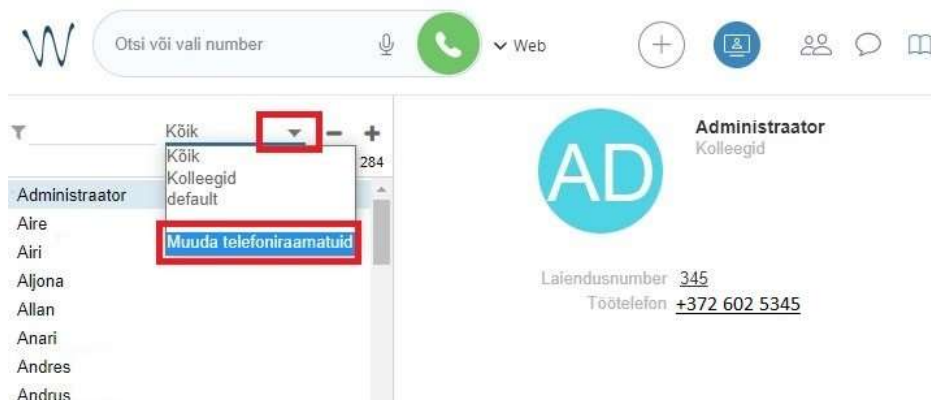 W
Otsi või vali number
Web
Kõik
284
Kõik
Kolleegid
default
Muuda telefoniraamatuid
Administraator
Aire
Airi
Aljona
Allan
Anari
Andres
Andrus
AD
Administraator
Kolleegid
Laiendusnumber 345
Töötelefon +372 602 5345